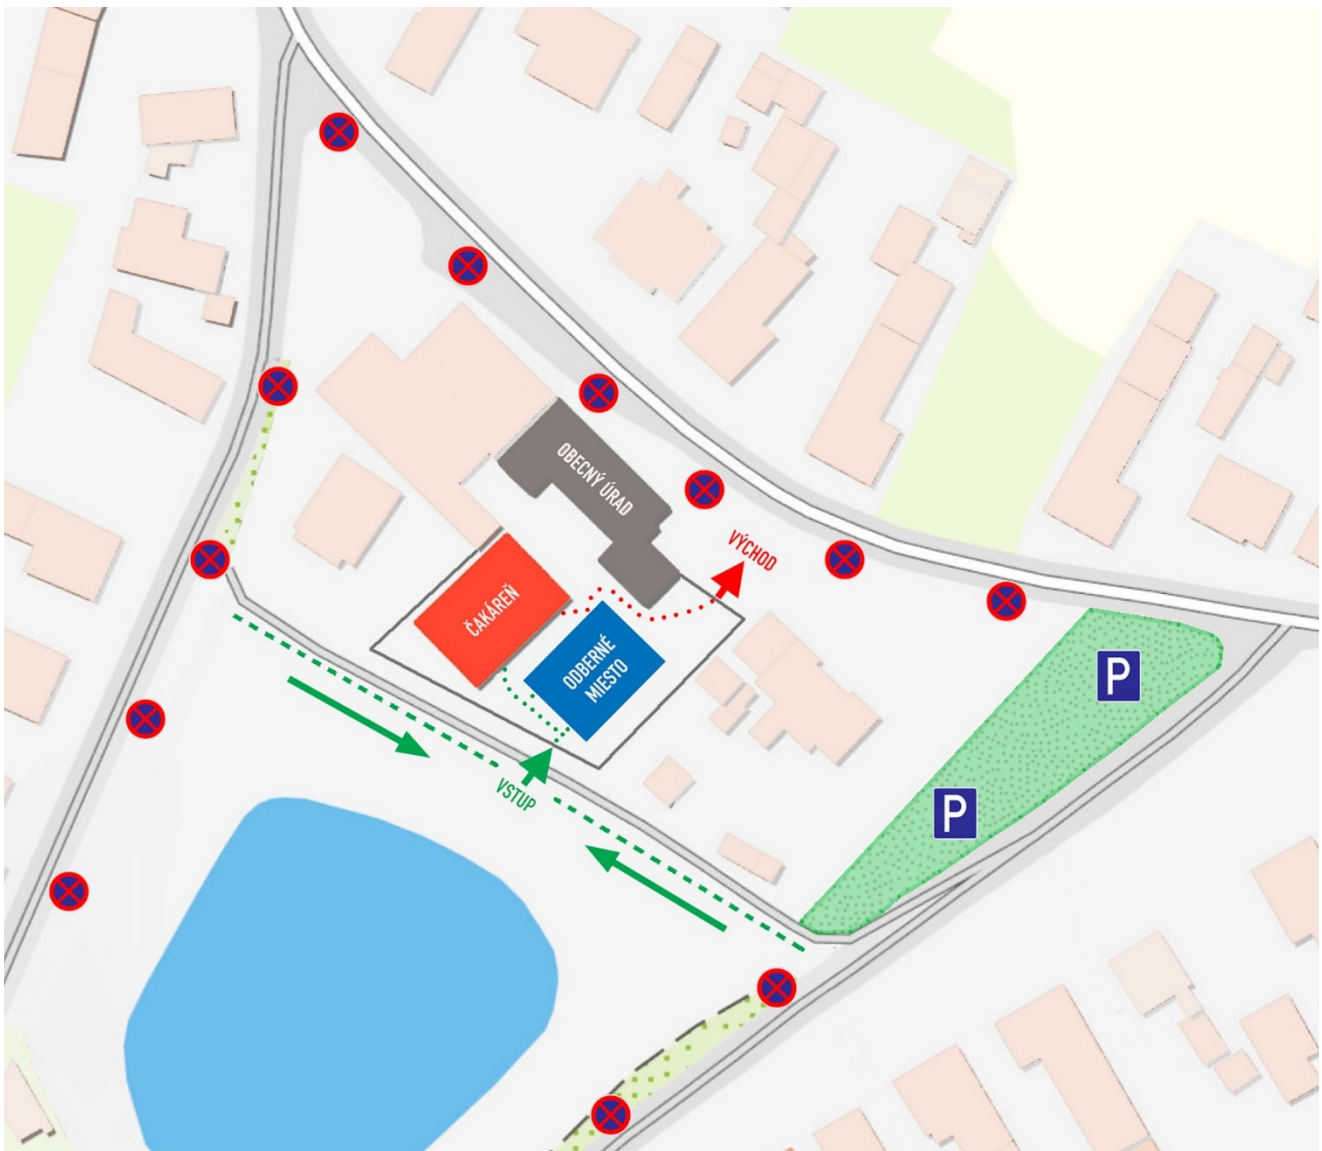 OBECNÝ ÚRAD
VÝCHOD
ČAKÁREŇ
ODBERNÉ
MIESTO
VSTUP
P
P